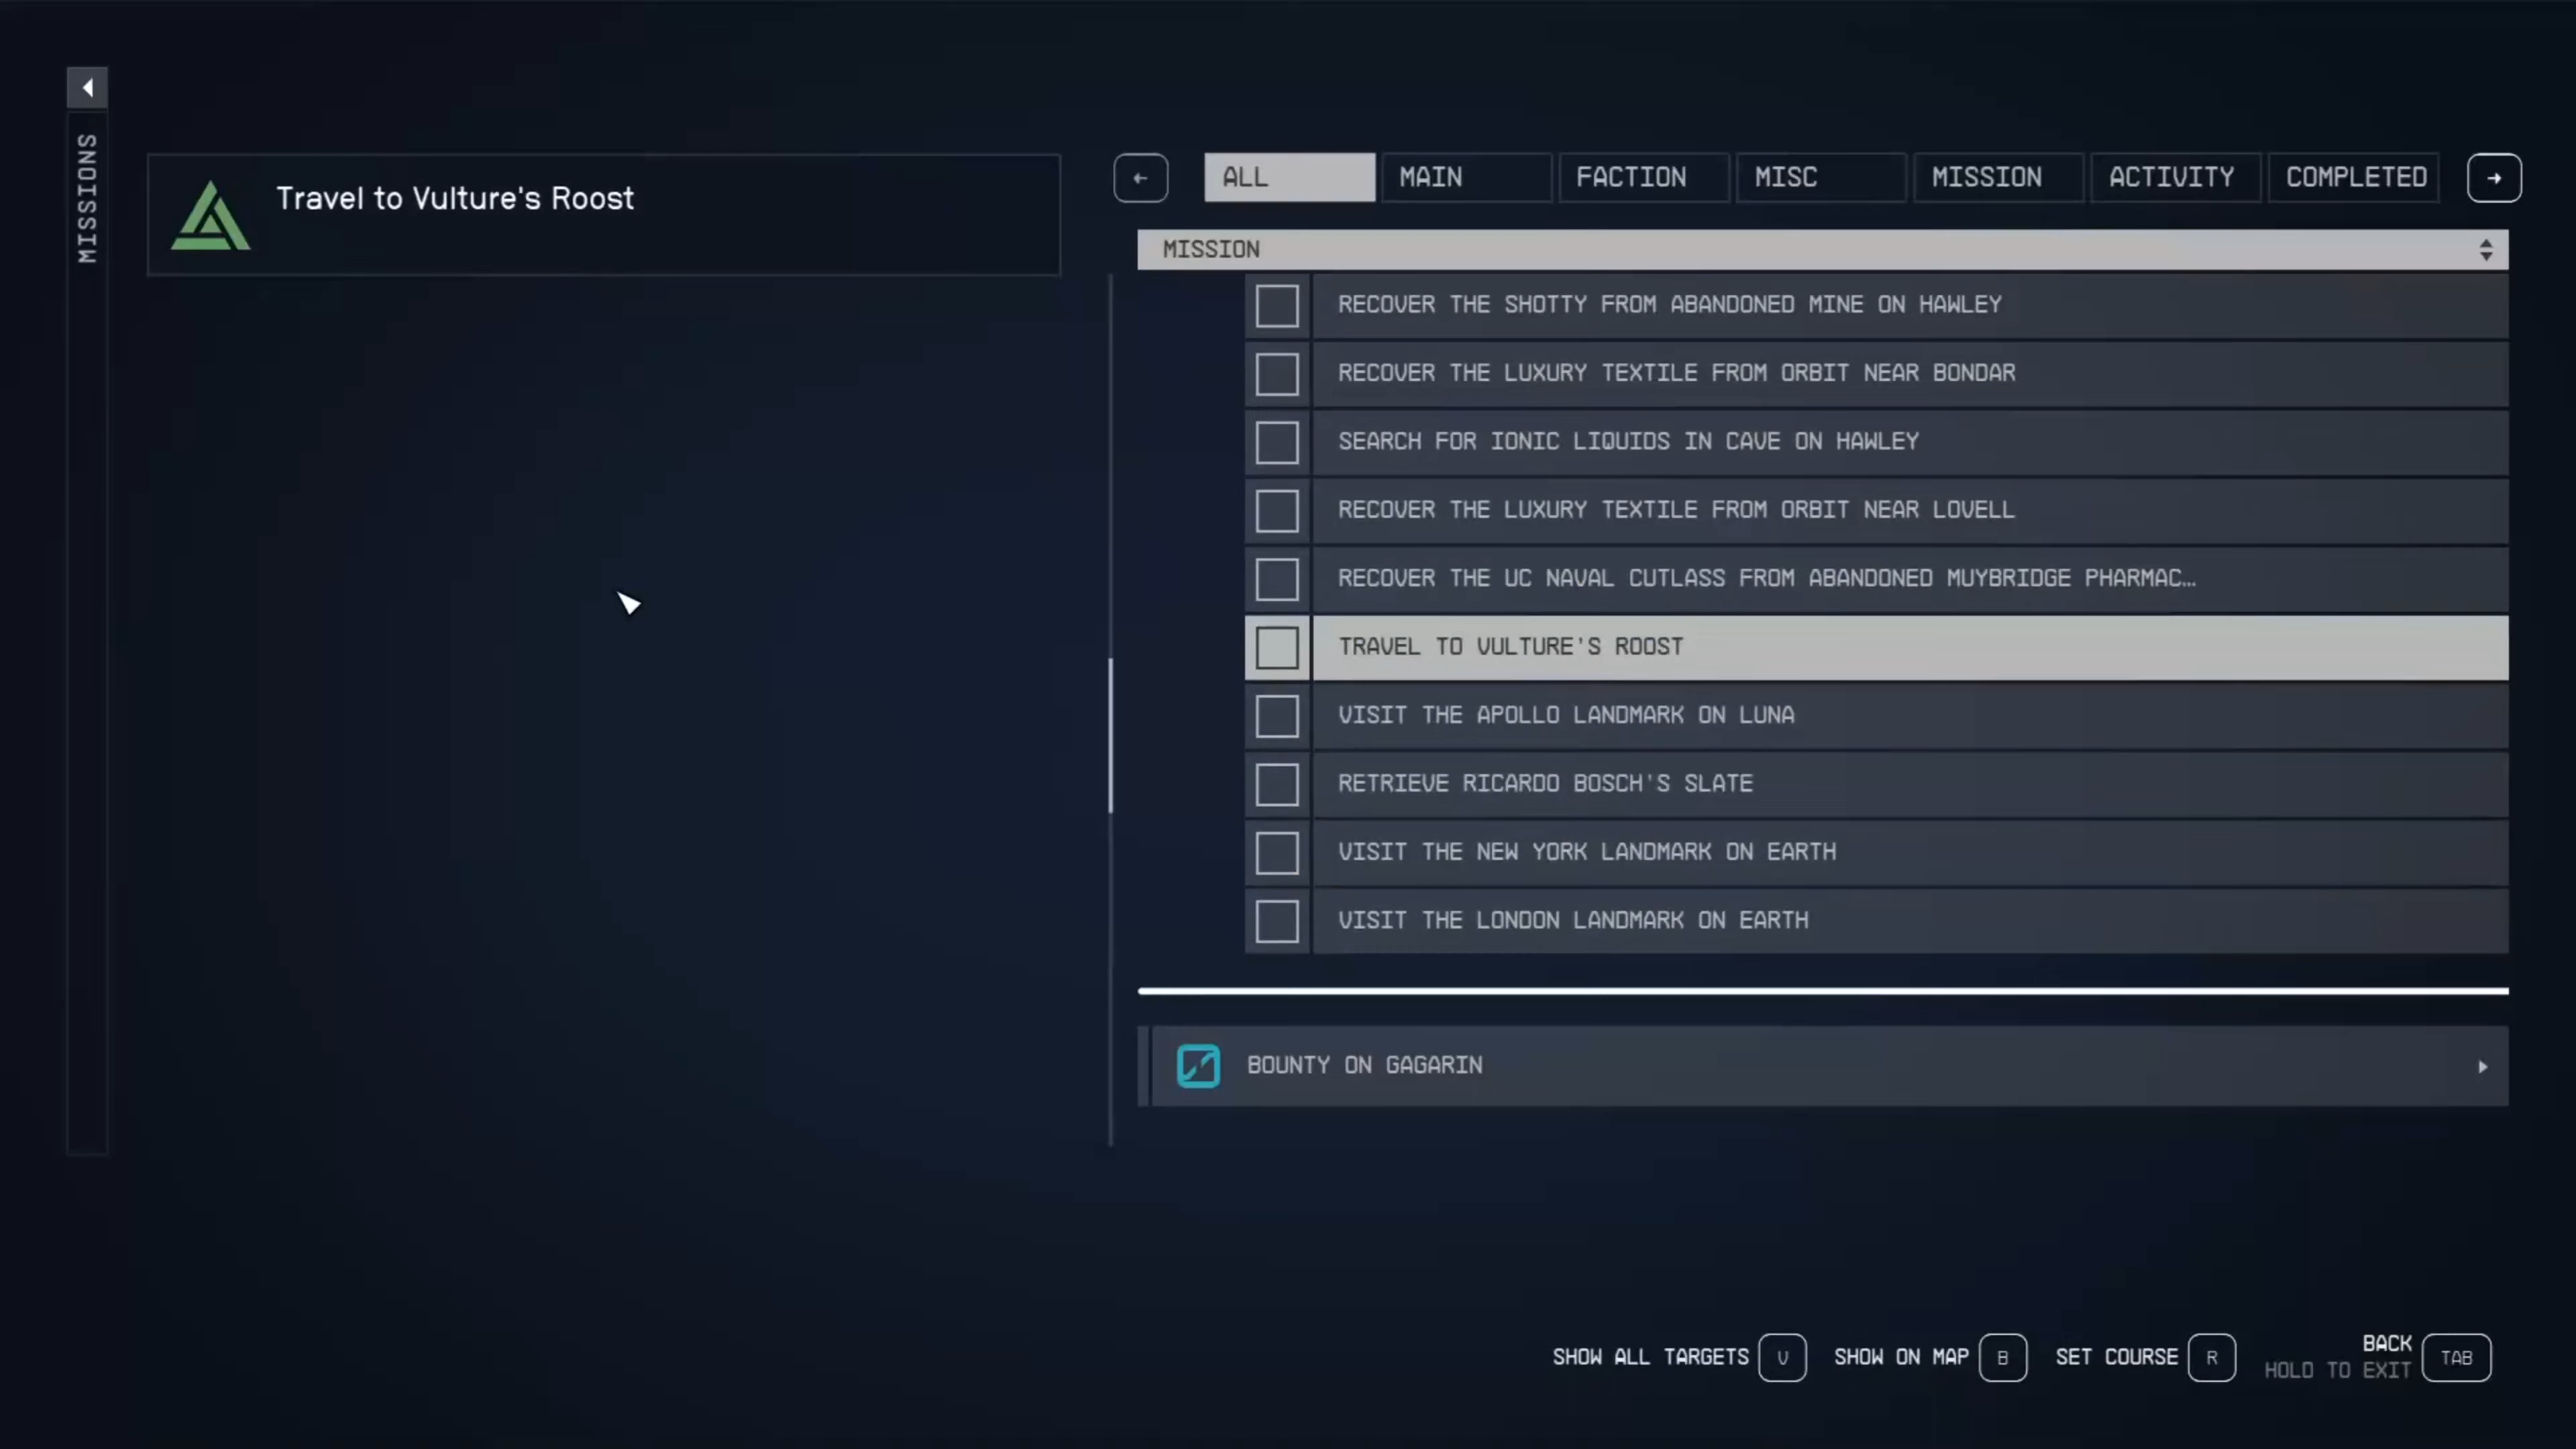 MISSIONS
Travel to Vulture's Roost
ALL
MAIN
FACTION
MISC
MISSION
ACTIVITY
COMPLETED
MISSION
RECOVER THE SHOTTY FROM ABANDONED MINE ON HAWLEY
RECOVER THE LUXURY TEXTILE FROM ORBIT NEAR BONDAR
SEARCH FOR IONIC LIQUIDS IN CAVE ON HAWLEY
RECOVER THE LUXURY TEXTILE FROM ORBIT NEAR LOVELL
RECOVER THE UC NAVAL CUTLASS FROM ABANDONED MUYBRIDGE PHARMAC…
TRAVEL TO VULTURE'S ROOST
VISIT THE APOLLO LANDMARK ON LUNA
RETRIEVE RICARDO BOSCH'S SLATE
VISIT THE NEW YORK LANDMARK ON EARTH
VISIT THE LONDON LANDMARK ON EARTH
BOUNTY ON GAGARIN
SHOW ALL TARGETS V
SHOW ON MAP B
SET COURSE R
BACK
HOLD TO EXIT
TAB